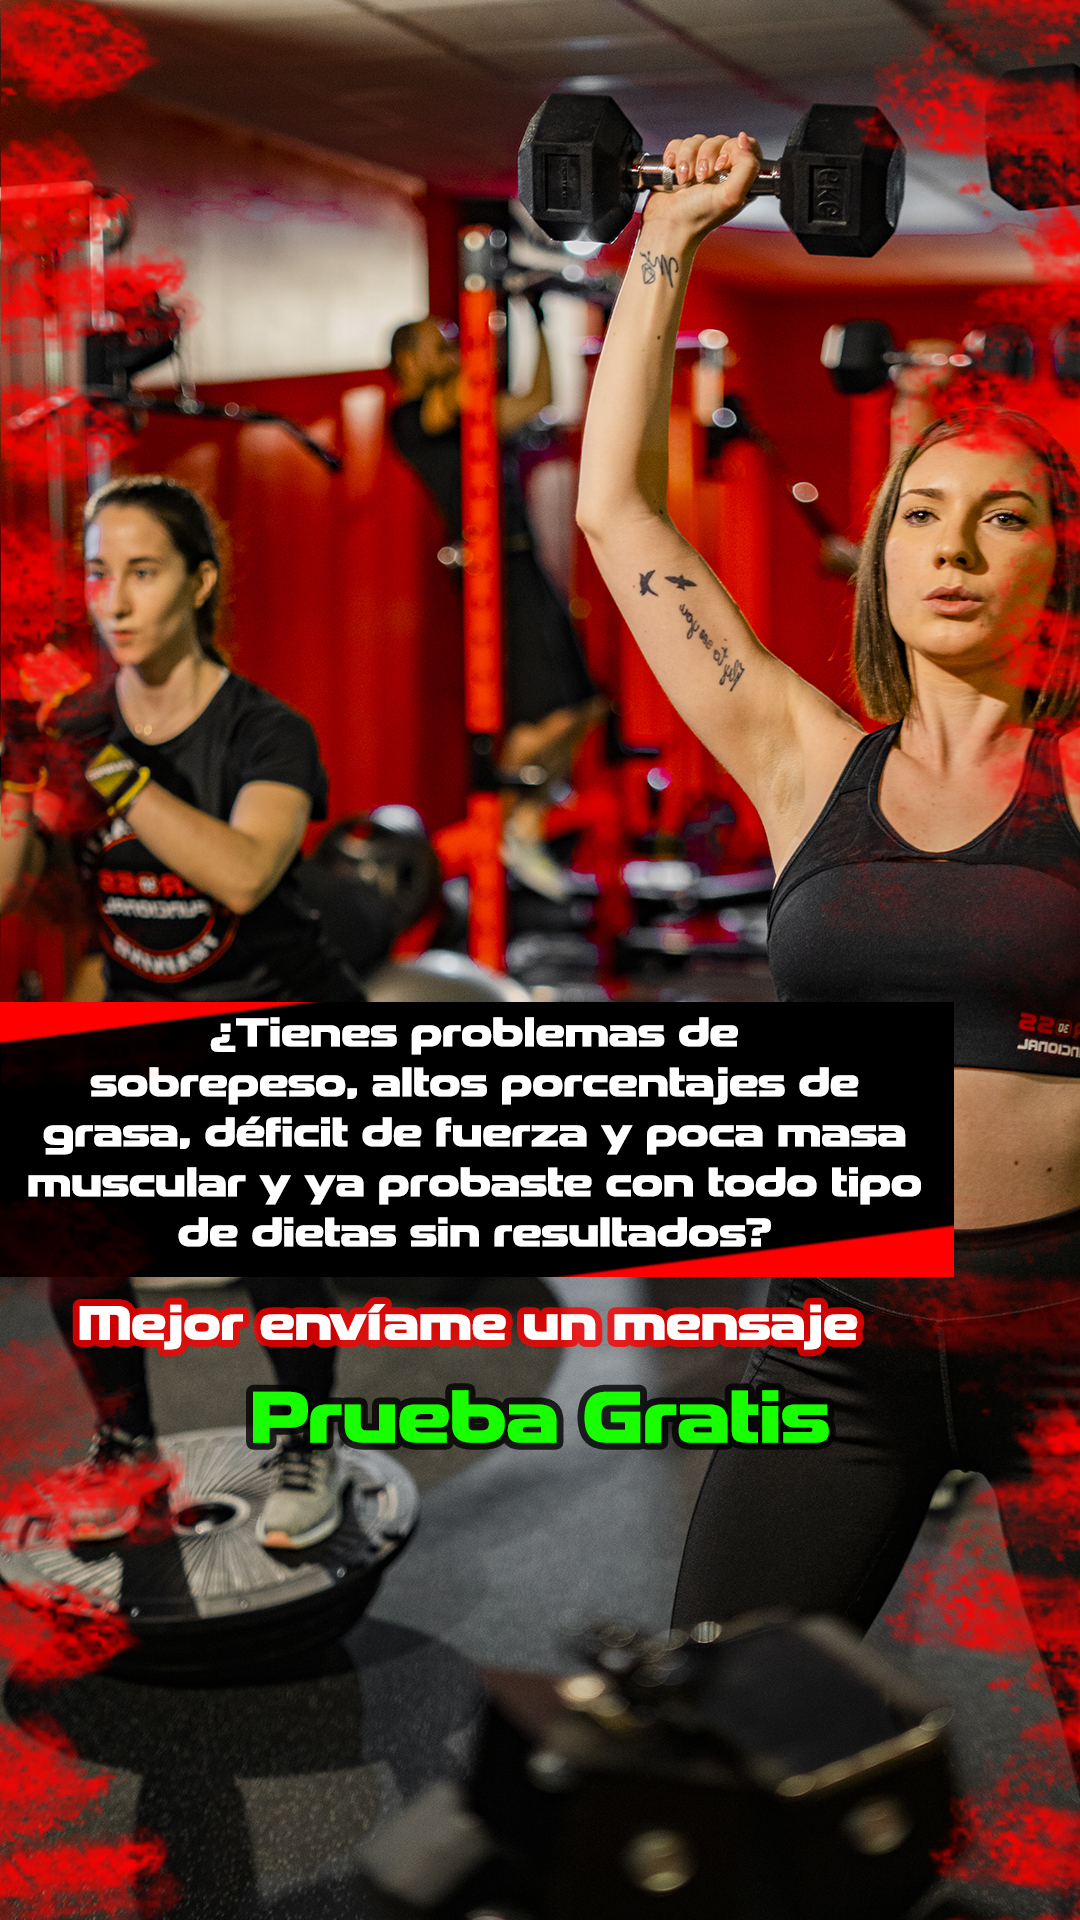 ¿Tienes problemas de
sobrepeso, altos porcentajes de
grasa, déficit de fuerza y poca masa
muscular y ya probaste con todo tipo
de dietas sin resultados?
Mejor envíame un mensaje
Prueba Gratis